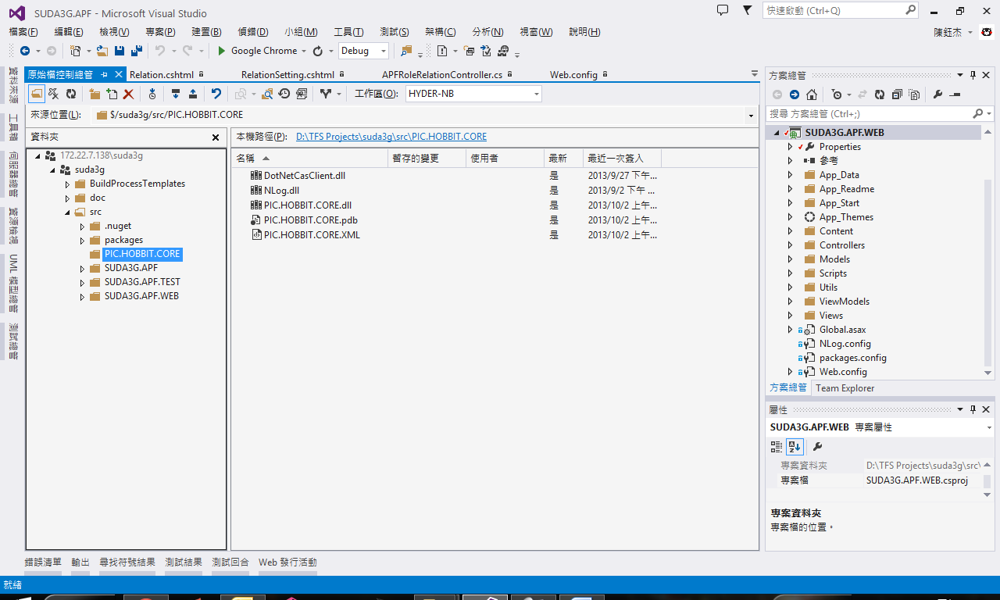 SUDA3G.APF - Microsoft Visual Studio
快速啟動 (Ctrl+Q)
檔案(F) 編輯(E) 檢視(V) 專案(P) 建置(B) 偵錯(D) 小組(M) 工具(T) 測試(S) 架構(C) 分析(N) 視窗(W) 說明(H)
陳鈺杰
Google Chrome Debug
資料來源
工具箱
伺服器總管
資源檢視
UML 模型總管
測試總管
原始檔控制總管 Relation.cshtml RelationSetting.cshtml APFRoleRelationController.cs Web.config
工作區(O): HYDER-NB
來源位置(L): $/suda3g/src/PIC.HOBBIT.CORE
資料夾
172.22.7.138\suda3g
suda3g
BuildProcessTemplates
doc
src
.nuget
packages
PIC.HOBBIT.CORE
SUDA3G.APF
SUDA3G.APF.TEST
SUDA3G.APF.WEB
本機路徑(P): D:\TFS Projects\suda3g\src\PIC.HOBBIT.CORE
名稱 暫存的變更 使用者 最新 最近一次簽入
DotNetCasClient.dll 是 2013/9/27 下午...
NLog.dll 是 2013/9/2 下午 ...
PIC.HOBBIT.CORE.dll 是 2013/10/2 上午...
PIC.HOBBIT.CORE.pdb 是 2013/10/2 上午...
PIC.HOBBIT.CORE.XML 是 2013/10/2 上午...
方案總管
搜尋 方案總管 (Ctrl+;)
SUDA3G.APF.WEB
Properties
參考
App_Data
App_Readme
App_Start
App_Themes
Content
Controllers
Models
Scripts
Utils
ViewModels
Views
Global.asax
NLog.config
packages.config
Web.config
方案總管 Team Explorer
屬性
SUDA3G.APF.WEB 專案屬性
專案資料夾 D:\TFS Projects\suda3g\src\
專案檔 SUDA3G.APF.WEB.csproj
專案資料夾
專案檔的位置。
錯誤清單 輸出 尋找符號結果 測試結果 測試回合 Web 發行活動
就緒